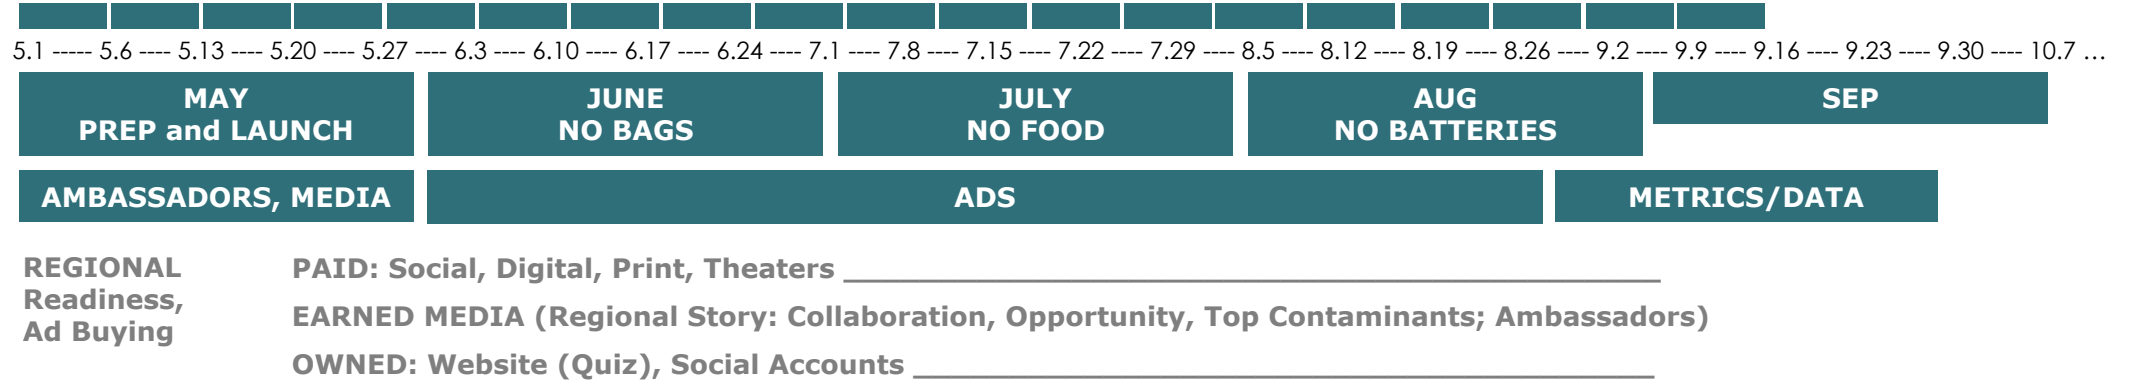 5.1 ----- 5.6 ---- 5.13 ---- 5.20 ---- 5.27 ---- 6.3 ---- 6.10 ---- 6.17 ---- 6.24 ---- 7.1 ---- 7.8 ---- 7.15 ---- 7.22 ---- 7.29 ---- 8.5 ---- 8.12 ---- 8.19 ---- 8.26 ---- 9.2 ---- 9.9 ---- 9.16 ---- 9.23 ---- 9.30 ---- 10.7 ...
MAY
PREP and LAUNCH
JUNE
NO BAGS
JULY
NO FOOD
AUG
NO BATTERIES
SEP
AMBASSADORS, MEDIA
ADS
METRICS/DATA
REGIONAL
Readiness,
Ad Buying
PAID: Social, Digital, Print, Theaters ____________________________________________________
EARNED MEDIA (Regional Story: Collaboration, Opportunity, Top Contaminants; Ambassadors)
OWNED: Website (Quiz), Social Accounts _______________________________________________